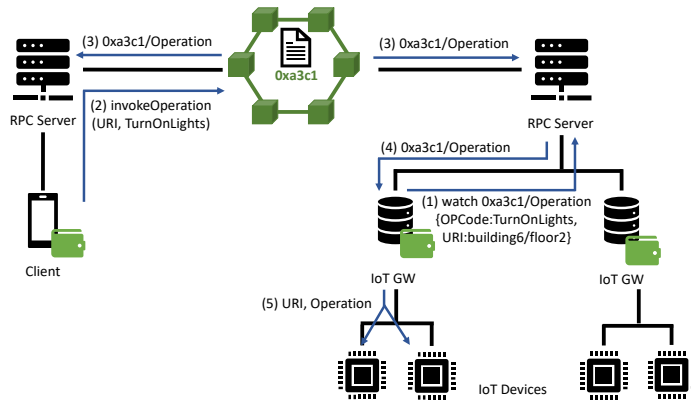 (3) 0xa3c1/Operation
0xa3c1
(3) 0xa3c1/Operation
RPC Server
(2) invokeOperation
(URI, TurnOnLights)
RPC Server
(4) 0xa3c1/Operation
(1) watch 0xa3c1/Operation
{OPCode:TurnOnLights,
URI:building6/floor2}
Client
IoT GW
IoT GW
(5) URI, Operation
IoT Devices